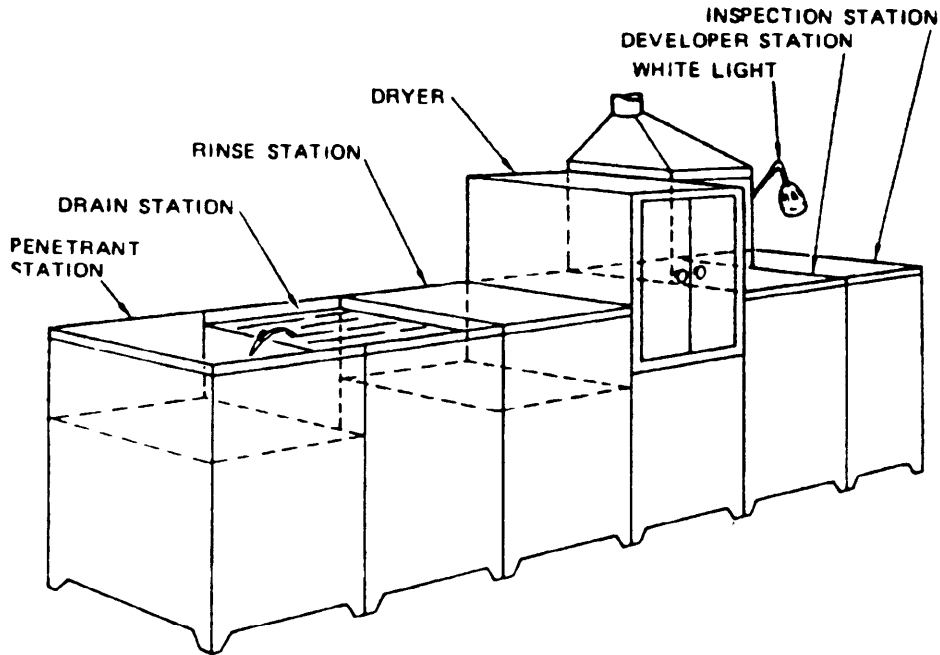 INSPECTION STATION
DEVELOPER STATION
WHITE LIGHT
DRYER
RINSE STATION
DRAIN STATION
PENETRANT
STATION